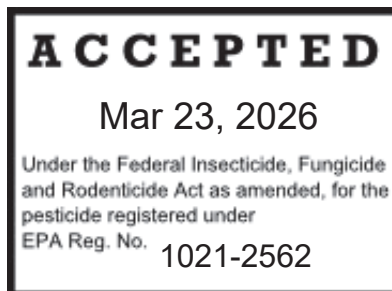 ACCEPTED
Mar 23, 2026
Under the Federal Insecticide, Fungicide
and Rodenticide Act as amended, for the
pesticide registered under
EPA Reg. No. 1021-2562